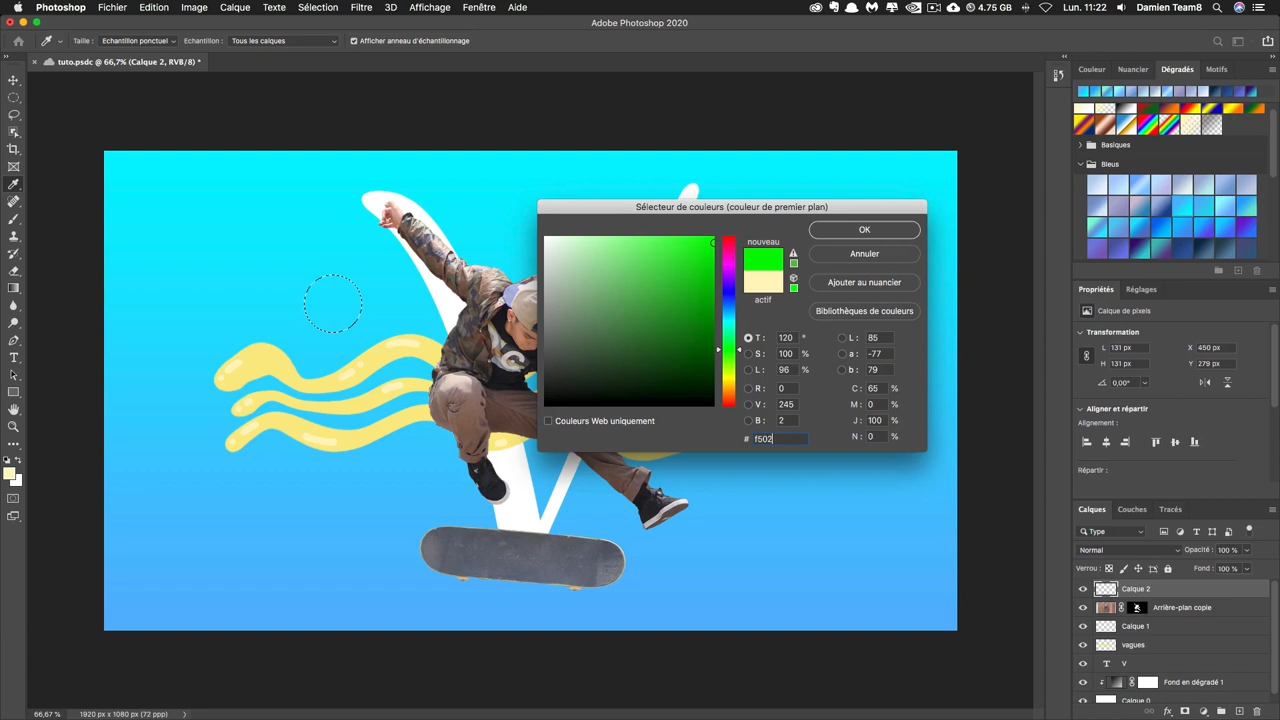 Photoshop Fichier Edition Image Calque Texte Sélection Filtre 3D Affichage Fenêtre Aide 4.75 GB Lun. 11:22 Damien Team8
Adobe Photoshop 2020
Taille : Echantillon ponctuel Echantillon : Tous les calques Afficher anneau d'échantillonnage
tuto.psdc @ 66,7% (Calque 2, RVB/8) *
Couleur Nuancier Dégradés Motifs
Basiques
Bleus
Sélecteur de couleurs (couleur de premier plan)
nouveau
actif
OK
Annuler
Ajouter au nuancier
Bibliothèques de couleurs
T : 120 °
S : 100 %
L : 96 %
R : 0
V : 245
B : 2
L : 85
a : -77
b : 79
C : 65 %
M : 0 %
J : 100 %
N : 0 %
Couleurs Web uniquement
# f502
Propriétés Réglages
Calque de pixels
Transformation
L 131 px X 450 px
H 131 px Y 279 px
0,00°
Aligner et répartir
Alignement :
Répartir :
Calques Couches Tracés
Type
Normal Opacité : 100 %
Verrou : Fond : 100 %
Calque 2
Arrière-plan copie
Calque 1
vagues
T V
Fond en dégradé 1
Calque 0
66,67 % 1920 px x 1080 px (72 ppp)